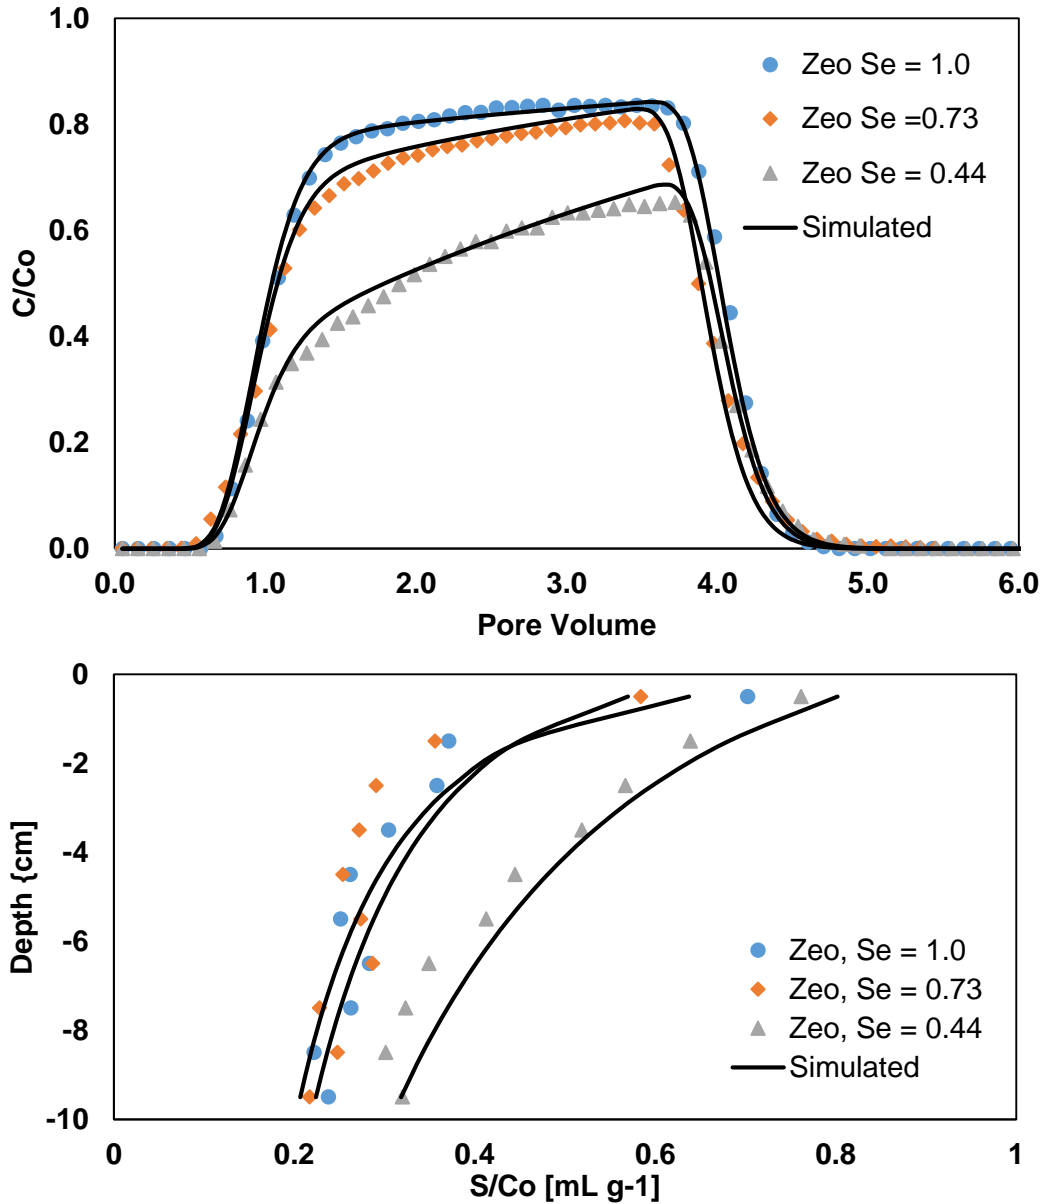 1.0
0.8
0.6
0.4
0.2
0.0
C/Co
Zeo Se = 1.0
Zeo Se =0.73
Zeo Se = 0.44
Simulated
0.0 1.0 2.0 3.0 4.0 5.0 6.0
Pore Volume
0
-2
-4
-6
-8
-10
Depth {cm]
Zeo, Se = 1.0
Zeo, Se = 0.73
Zeo, Se = 0.44
Simulated
0 0.2 0.4 0.6 0.8 1
S/Co [mL g-1]